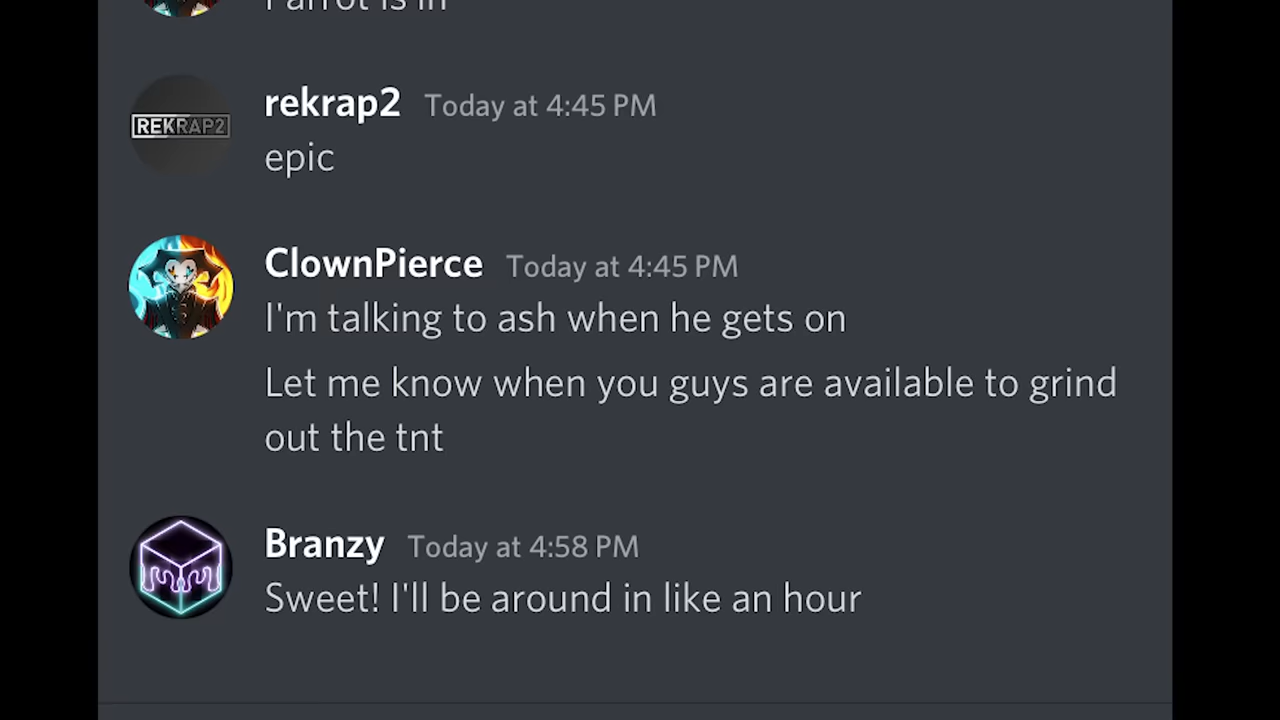 Parrot is in
rekrap2 Today at 4:45 PM
REKRAP2
epic
ClownPierce Today at 4:45 PM
I'm talking to ash when he gets on
Let me know when you guys are available to grind
out the tnt
Branzy Today at 4:58 PM
Sweet! I'll be around in like an hour